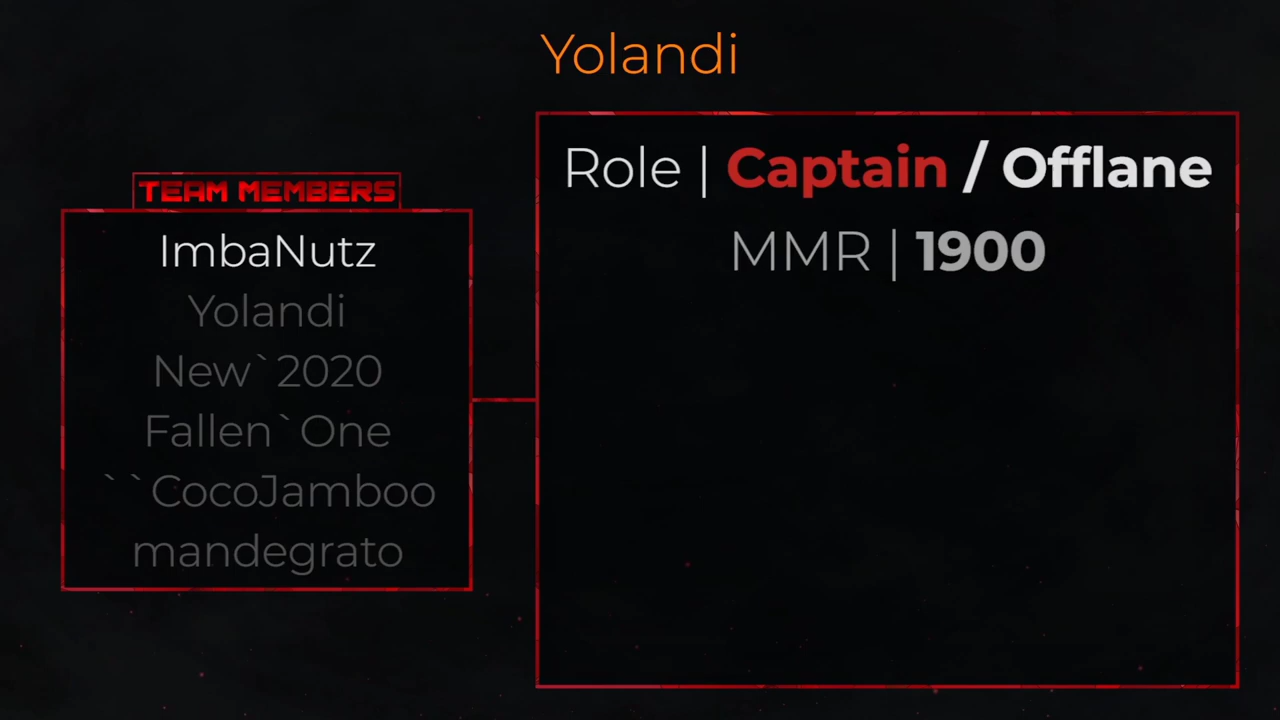 Yolandi
TEAM MEMBERS
ImbaNutz
Yolandi
New`2020
Fallen`One
``CocoJamboo
mandegrato
Role | Captain / Offlane
MMR | 1900